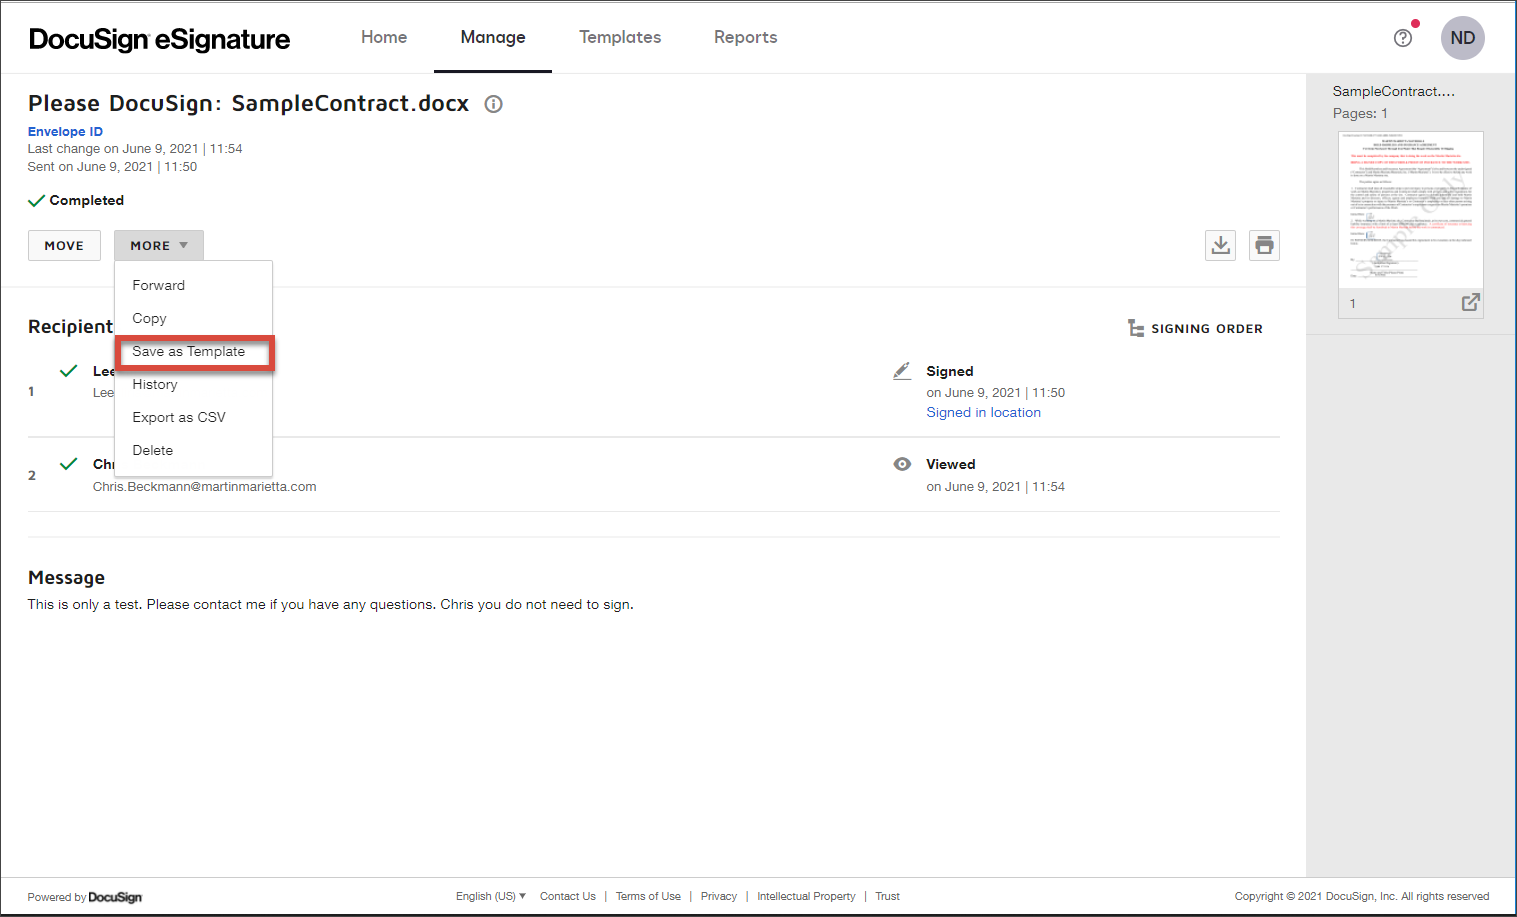 DocuSign eSignature
Home
Manage
Templates
Reports
ND
Please DocuSign: SampleContract.docx
Envelope ID
Last change on June 9, 2021 | 11:54
Sent on June 9, 2021 | 11:50
Completed
MOVE
MORE
Forward
Copy
Save as Template
History
Export as CSV
Delete
Recipient
SIGNING ORDER
1
Lee
Lee
Signed
on June 9, 2021 | 11:50
Signed in location
2
Chr
Chris.Beckmann@martinmarietta.com
Viewed
on June 9, 2021 | 11:54
Message
This is only a test. Please contact me if you have any questions. Chris you do not need to sign.
SampleContract....
Pages: 1
Sample Only
1
Powered by DocuSign
English (US)
Contact Us | Terms of Use | Privacy | Intellectual Property | Trust
Copyright © 2021 DocuSign, Inc. All rights reserved